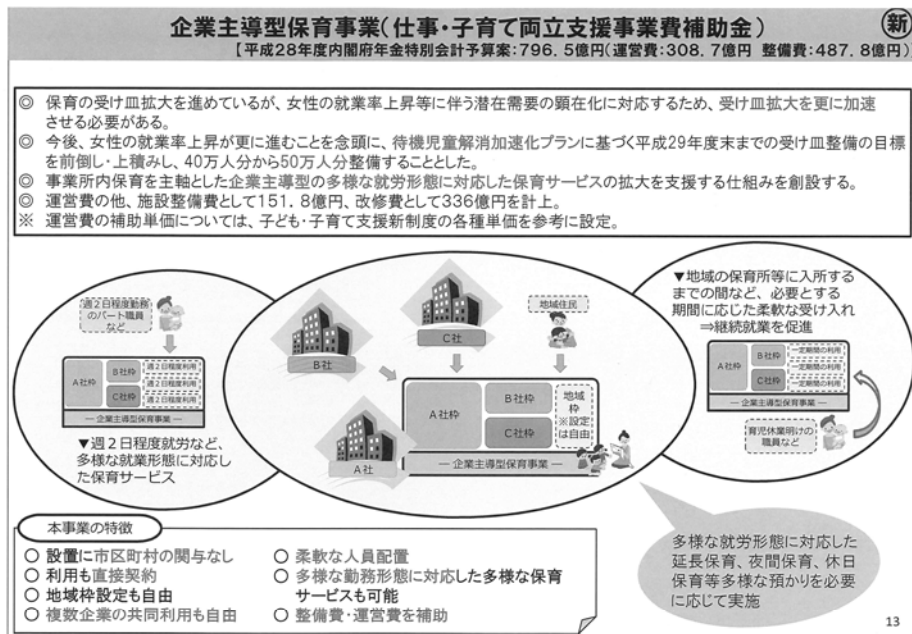 企業主導型保育事業(仕事・子育て両立支援事業費補助金)
新
【平成28年度内閣府年金特別会計予算案:796.5億円(運営費:308.7億円 整備費:487.8億円)】
◎ 保育の受け皿拡大を進めているが、女性の就業率上昇等に伴う潜在需要の顕在化に対応するため、受け皿拡大を更に加速
させる必要がある。
◎ 今後、女性の就業率上昇が更に進むことを念頭に、待機児童解消加速化プランに基づく平成29年度末までの受け皿整備の目標
を前倒し・上積みし、40万人分から50万人分整備することとした。
◎ 事業所内保育を主軸とした企業主導型の多様な就労形態に対応した保育サービスの拡大を支援する仕組みを創設する。
◎ 運営費の他、施設整備費として151.8億円、改修費として336億円を計上。
※ 運営費の補助単価については、子ども・子育て支援新制度の各種単価を参考に設定。
週2日程度勤務
のパート職員
など
A社枠
B社枠
C社枠
週2日程度利用
週2日程度利用
週2日程度利用
― 企業主導型保育事業 ―
▼週2日程度就労など、
多様な就業形態に対応し
た保育サービス
B社
C社
A社
地域住民
A社枠
B社枠
C社枠
地域
枠
※設定
は自由
― 企業主導型保育事業 ―
▼地域の保育所等に入所する
までの間など、必要とする
期間に応じた柔軟な受け入れ
⇒継続就業を促進
A社枠
B社枠
C社枠
一定期間の利用
一定期間の利用
一定期間の利用
― 企業主導型保育事業 ―
育児休業明けの
職員など
本事業の特徴
○ 設置に市区町村の関与なし
○ 利用も直接契約
○ 地域枠設定も自由
○ 複数企業の共同利用も自由
○ 柔軟な人員配置
○ 多様な勤務形態に対応した多様な保育
サービスも可能
○ 整備費・運営費を補助
多様な就労形態に対応した
延長保育、夜間保育、休日
保育等多様な預かりを必要
に応じて実施
13